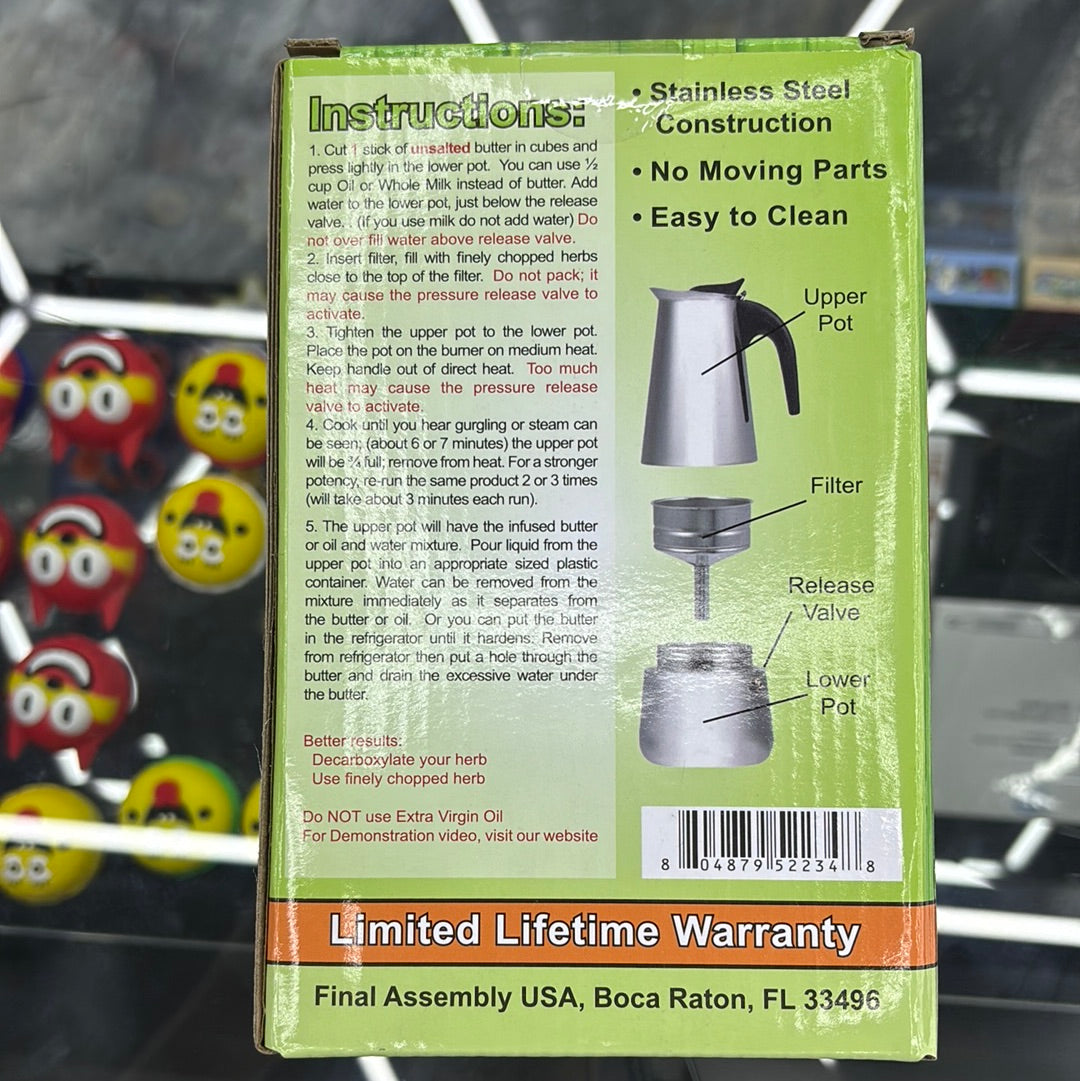 Instructions:
1. Cut 1 stick of unsalted butter in cubes and
press lightly in the lower pot. You can use ½
cup Oil or Whole Milk instead of butter. Add
water to the lower pot, just below the release
valve. . (if you use milk do not add water) Do
not over fill water above release valve.
2. Insert filter, fill with finely chopped herbs
close to the top of the filter. Do not pack; it
may cause the pressure release valve to
activate.
3. Tighten the upper pot to the lower pot.
Place the pot on the burner on medium heat.
Keep handle out of direct heat. Too much
heat may cause the pressure release
valve to activate.
4. Cook until you hear gurgling or steam can
be seen; (about 6 or 7 minutes) the upper pot
will be ¾ full; remove from heat. For a stronger
potency, re-run the same product 2 or 3 times
(will take about 3 minutes each run).
5. The upper pot will have the infused butter
or oil and water mixture. Pour liquid from the
upper pot into an appropriate sized plastic
container. Water can be removed from the
mixture immediately as it separates from
the butter or oil. Or you can put the butter
in the refrigerator until it hardens. Remove
from refrigerator then put a hole through the
butter and drain the excessive water under
the butter.
Better results:
Decarboxylate your herb
Use finely chopped herb
Do NOT use Extra Virgin Oil
For Demonstration video, visit our website
• Stainless Steel
Construction
• No Moving Parts
• Easy to Clean
Upper
Pot
Filter
Release
Valve
Lower
Pot
8 04879 52234 8
Limited Lifetime Warranty
Final Assembly USA, Boca Raton, FL 33496